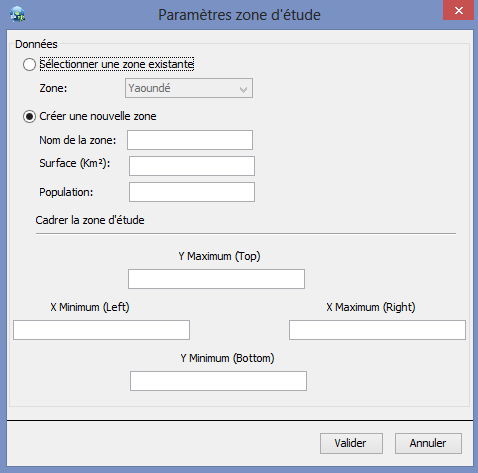 Paramètres zone d'étude
Données
Sélectionner une zone existante
Zone: Yaoundé
Créer une nouvelle zone
Nom de la zone:
Surface (Km²):
Population:
Cadrer la zone d'étude
Y Maximum (Top)
X Minimum (Left) X Maximum (Right)
Y Minimum (Bottom)
Valider Annuler